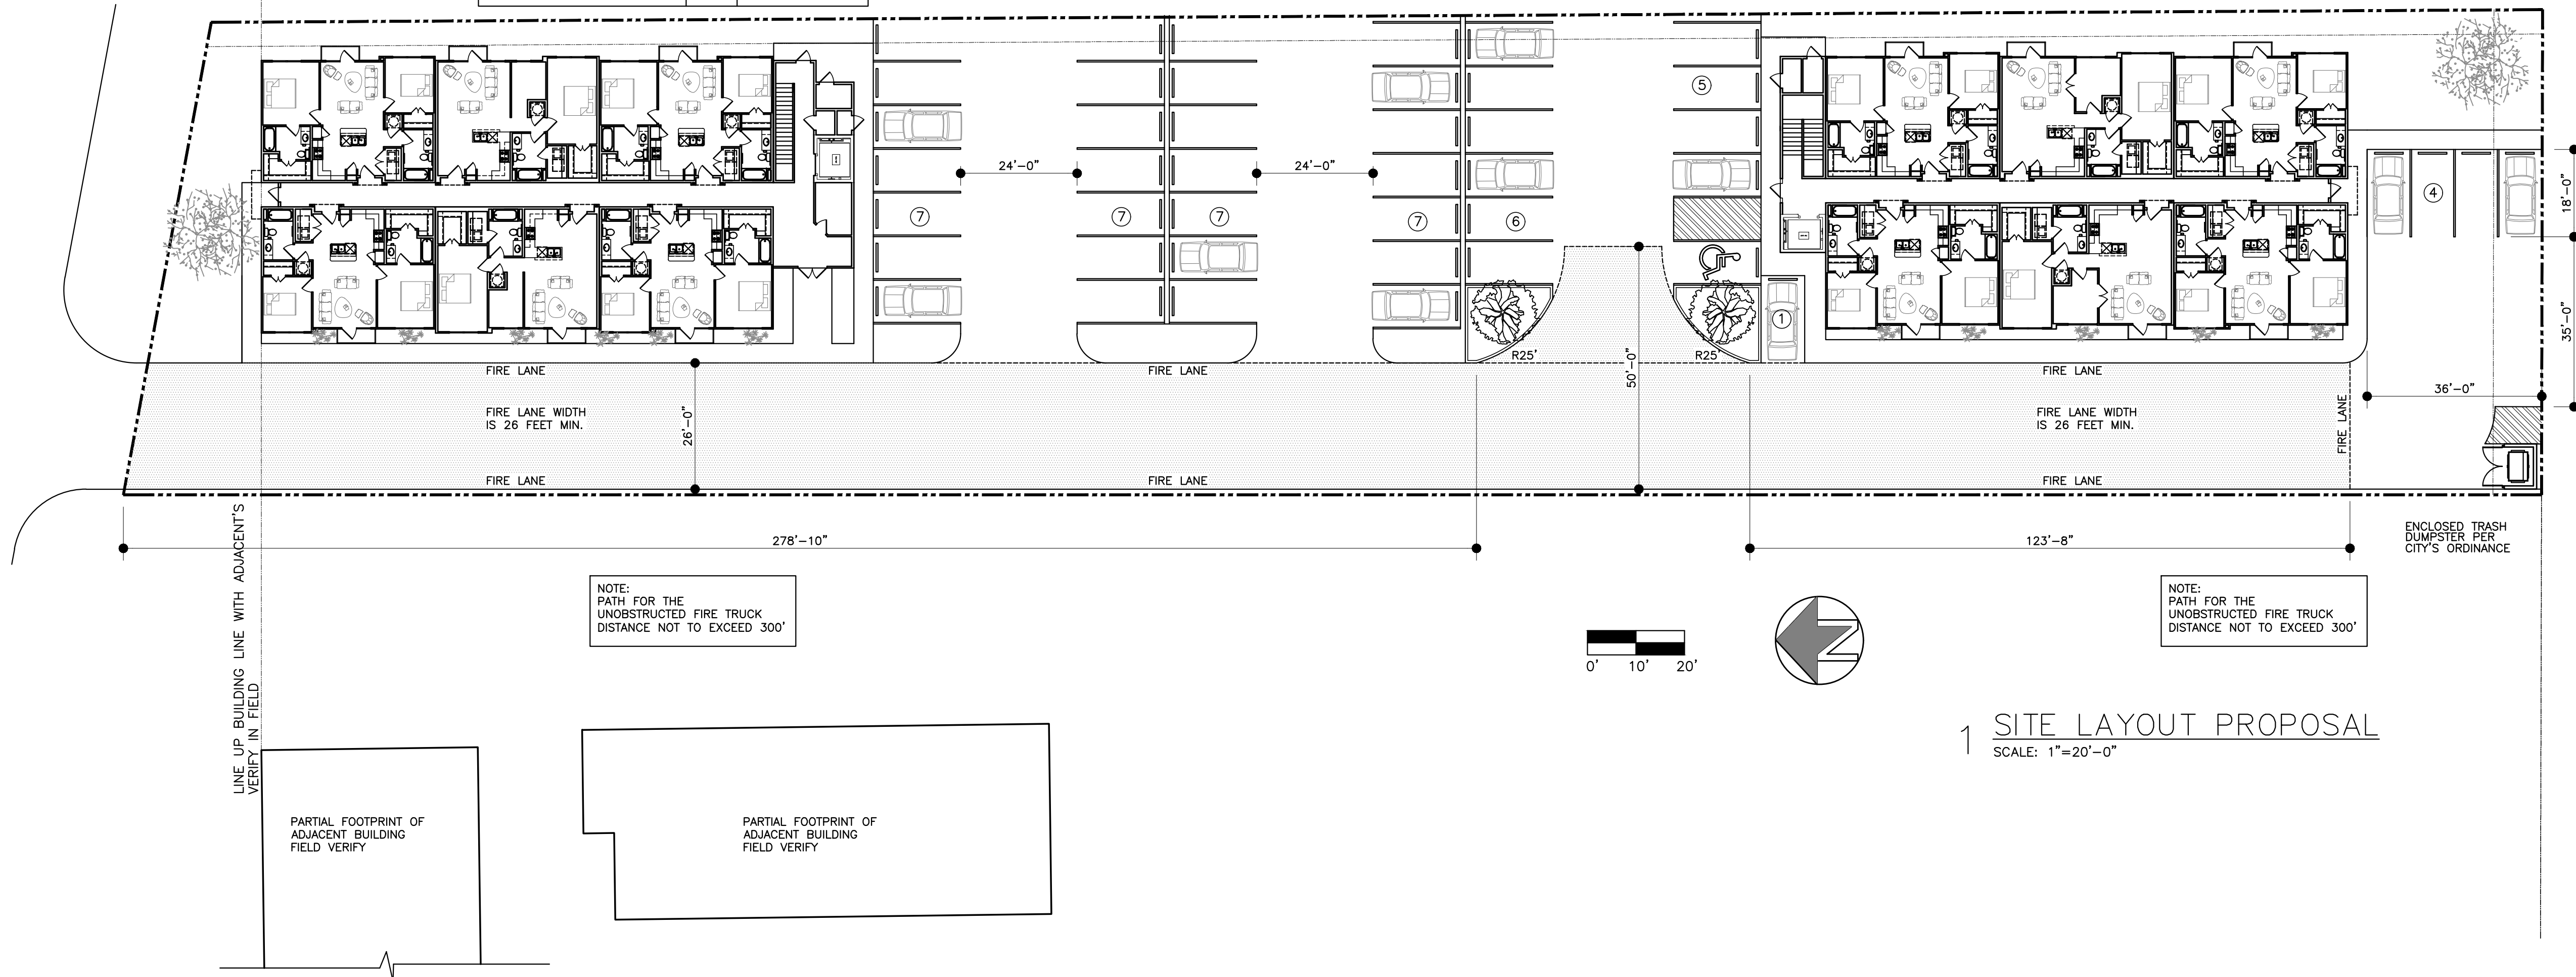 5
24'-0"
24'-0"
4
18'-0"
7
7
7
7
6
1
35'-0"
R25'
R25'
50'-0"
FIRE LANE
FIRE LANE
FIRE LANE
36'-0"
FIRE LANE WIDTH
IS 26 FEET MIN.
26'-0"
FIRE LANE WIDTH
IS 26 FEET MIN.
FIRE LANE
FIRE LANE
FIRE LANE
FIRE LANE
LINE UP BUILDING LINE WITH ADJACENT'S
VERIFY IN FIELD
278'-10"
123'-8"
ENCLOSED TRASH
DUMPSTER PER
CITY'S ORDINANCE
NOTE:
PATH FOR THE
UNOBSTRUCTED FIRE TRUCK
DISTANCE NOT TO EXCEED 300'
NOTE:
PATH FOR THE
UNOBSTRUCTED FIRE TRUCK
DISTANCE NOT TO EXCEED 300'
0' 10' 20'
N
1 SITE LAYOUT PROPOSAL
SCALE: 1"=20'-0"
PARTIAL FOOTPRINT OF
ADJACENT BUILDING
FIELD VERIFY
PARTIAL FOOTPRINT OF
ADJACENT BUILDING
FIELD VERIFY